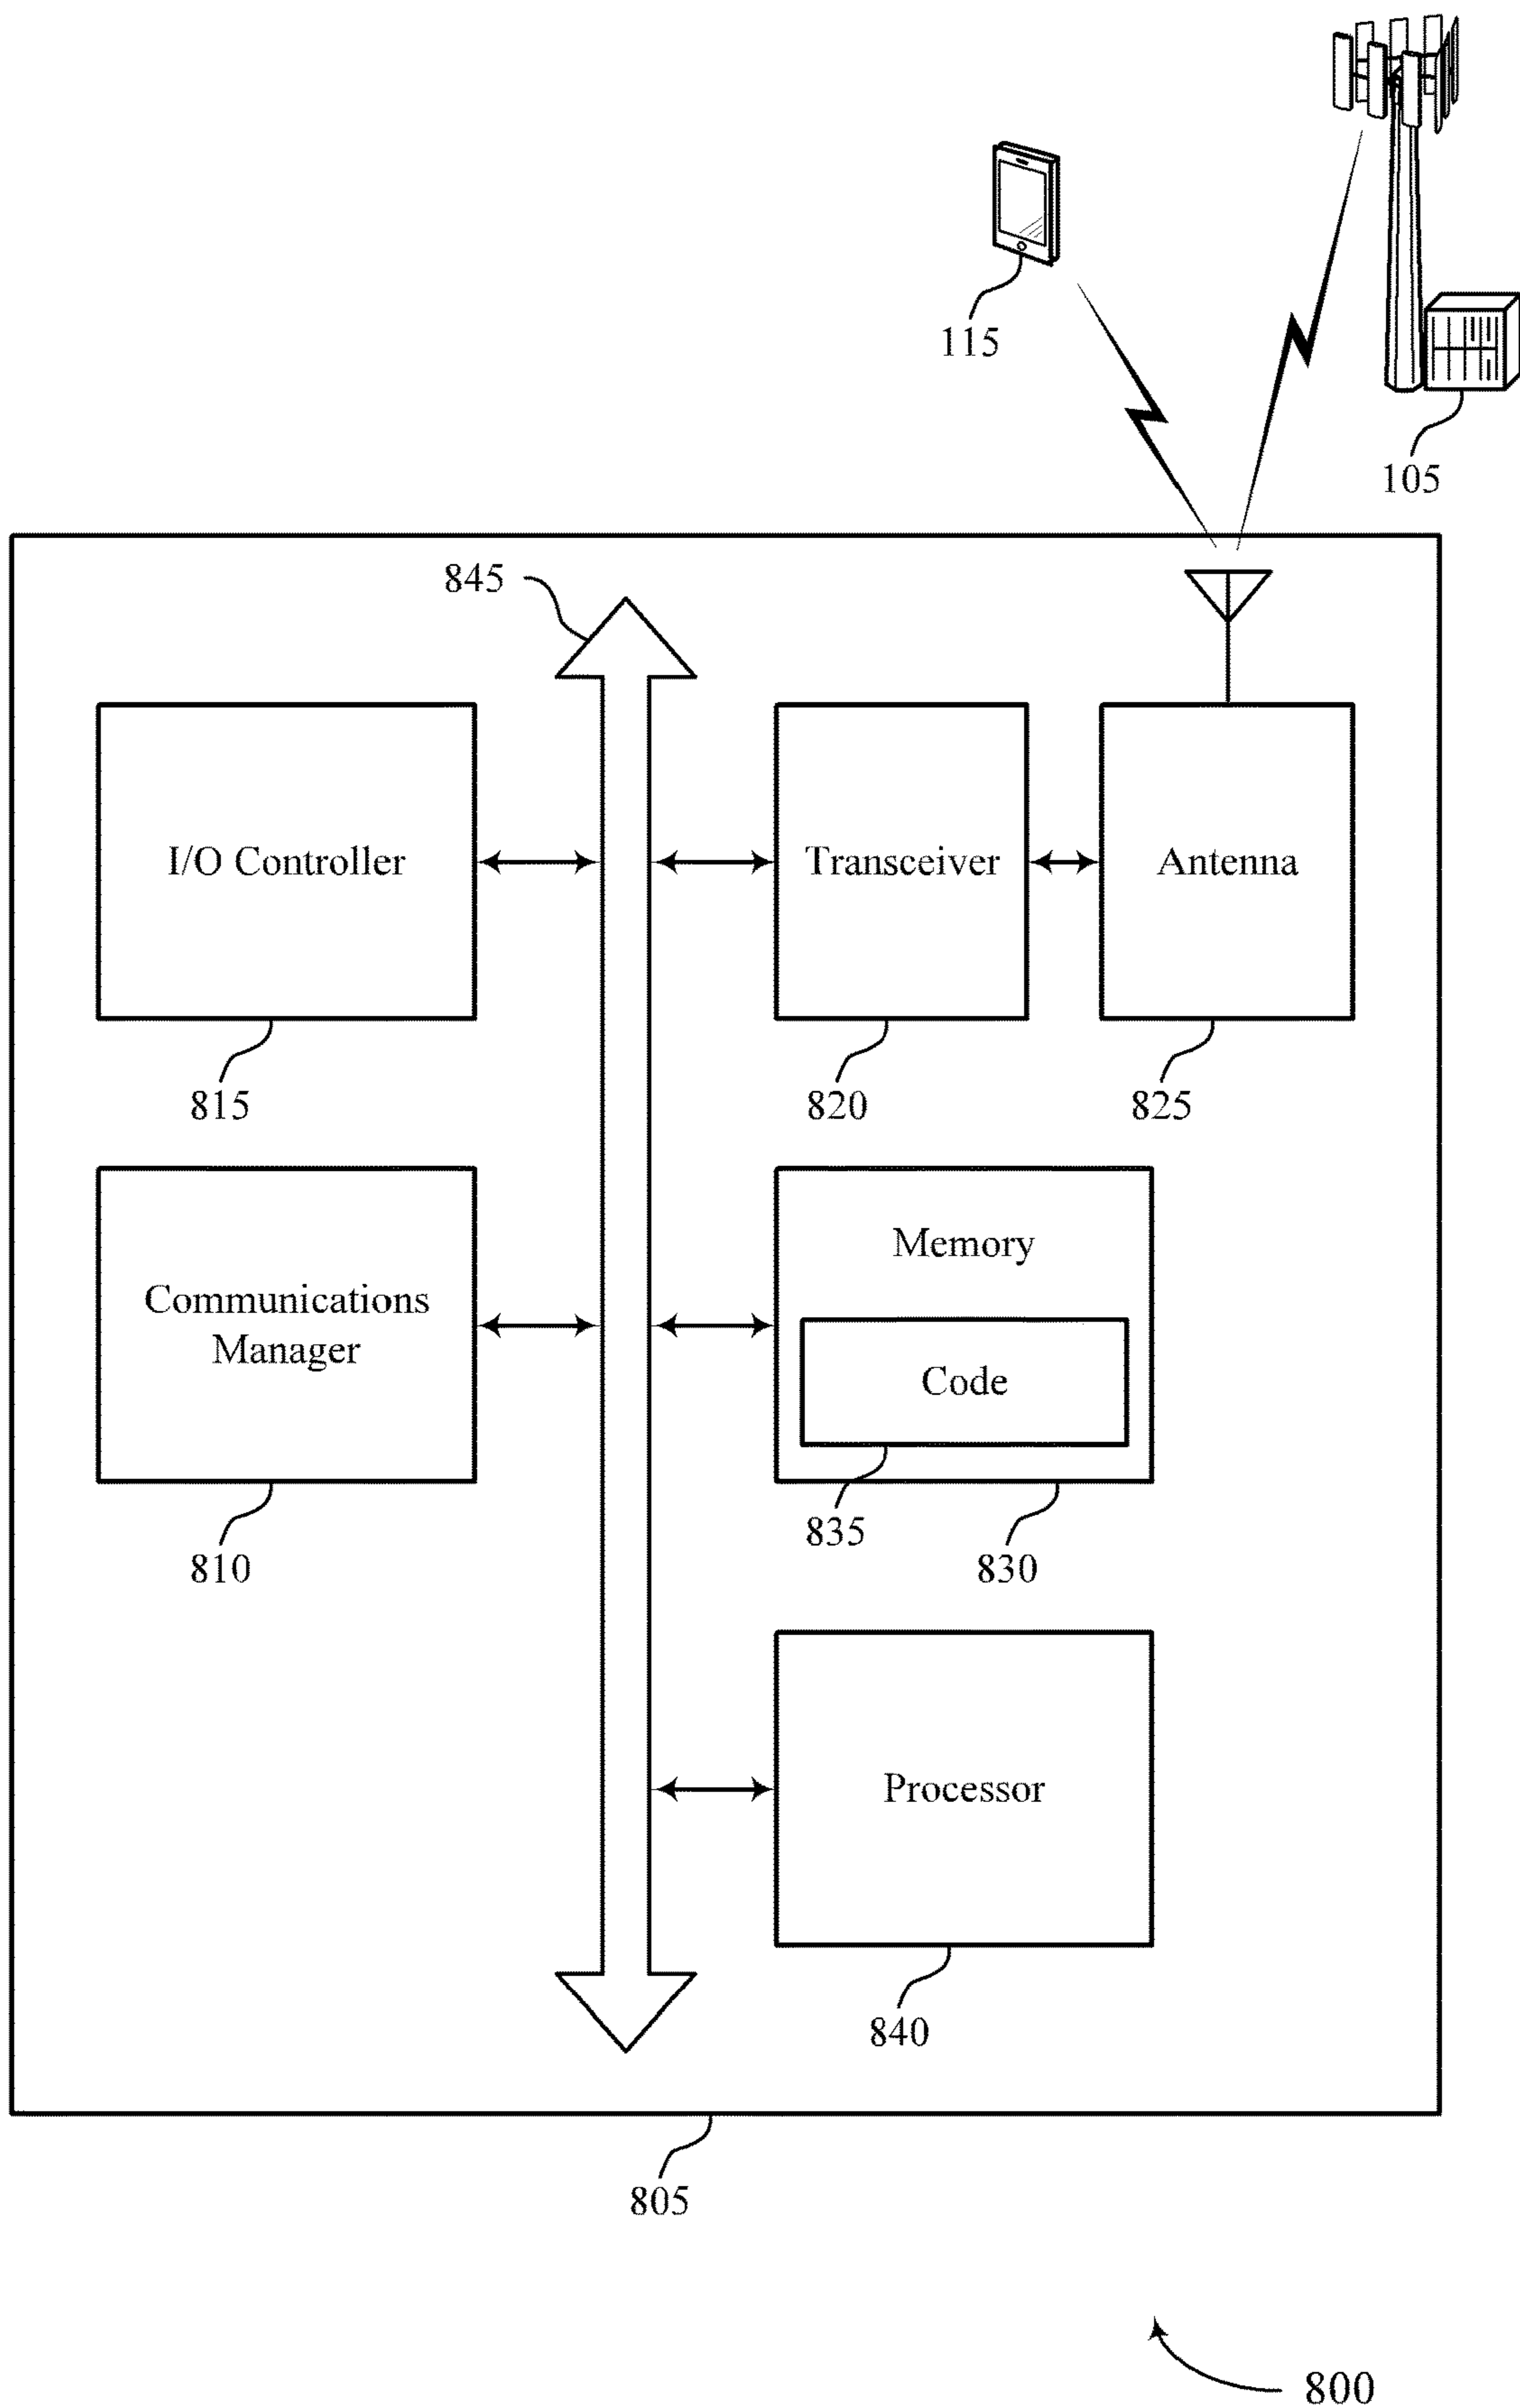 115
105
845
I/O Controller
Transceiver
Antenna
815
820
825
Communications
Manager
Memory
Code
810
835
830
Processor
840
805
800